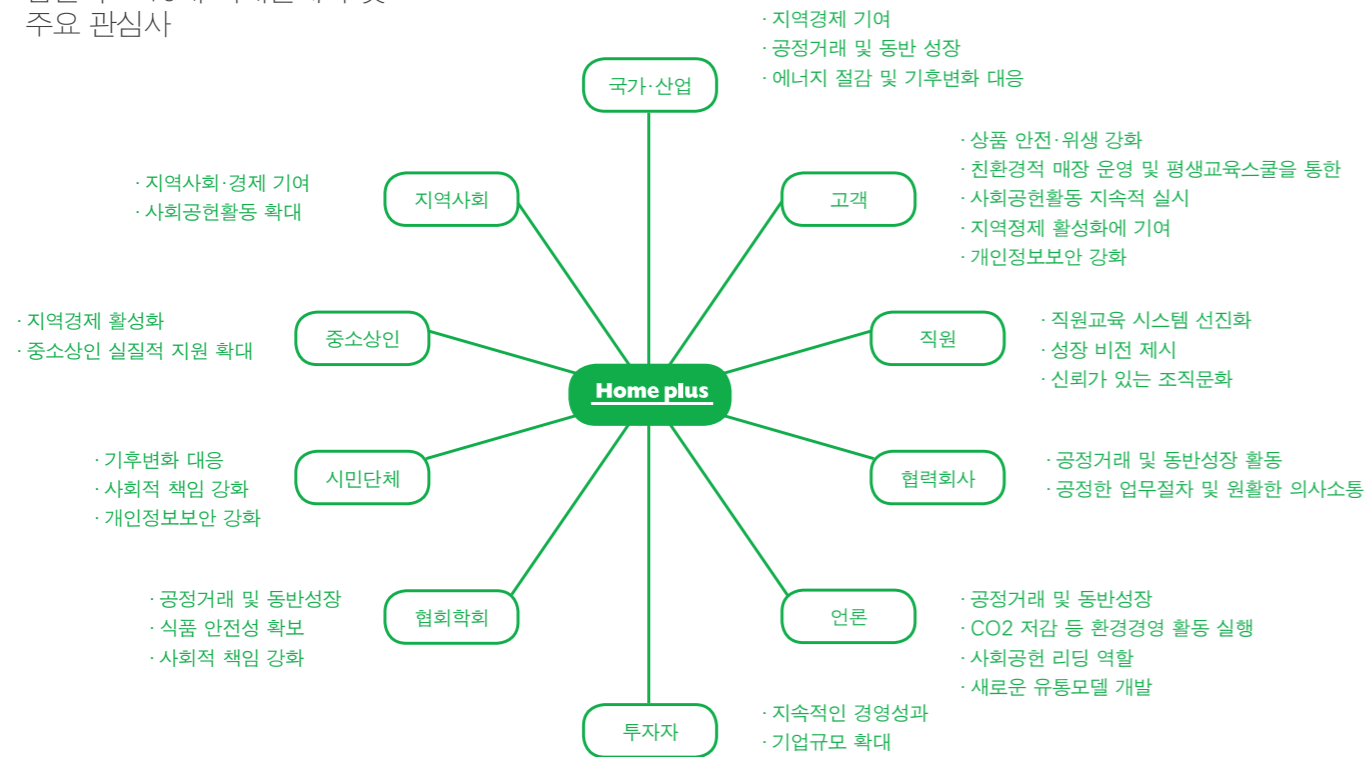 주요 관심사
· 지역경제 기여
· 공정거래 및 동반 성장
· 에너지 절감 및 기후변화 대응
국가·산업
· 상품 안전·위생 강화
· 친환경적 매장 운영 및 평생교육스쿨을 통한
· 사회공헌활동 지속적 실시
· 지역졍제 활성화에 기여
· 개인정보보안 강화
고객
· 지역사회·경제 기여
· 사회공헌활동 확대
지역사회
· 지역경제 활성화
· 중소상인 실질적 지원 확대
중소상인
직원
· 직원교육 시스템 선진화
· 성장 비전 제시
· 신뢰가 있는 조직문화
Home plus
· 기후변화 대응
· 사회적 책임 강화
· 개인정보보안 강화
시민단체
협력회사
· 공정거래 및 동반성장 활동
· 공정한 업무절차 및 원활한 의사소통
· 공정거래 및 동반성장
· 식품 안전성 확보
· 사회적 책임 강화
협회학회
언론
· 공정거래 및 동반성장
· CO2 저감 등 환경경영 활동 실행
· 사회공헌 리딩 역할
· 새로운 유통모델 개발
투자자
· 지속적인 경영성과
· 기업규모 확대